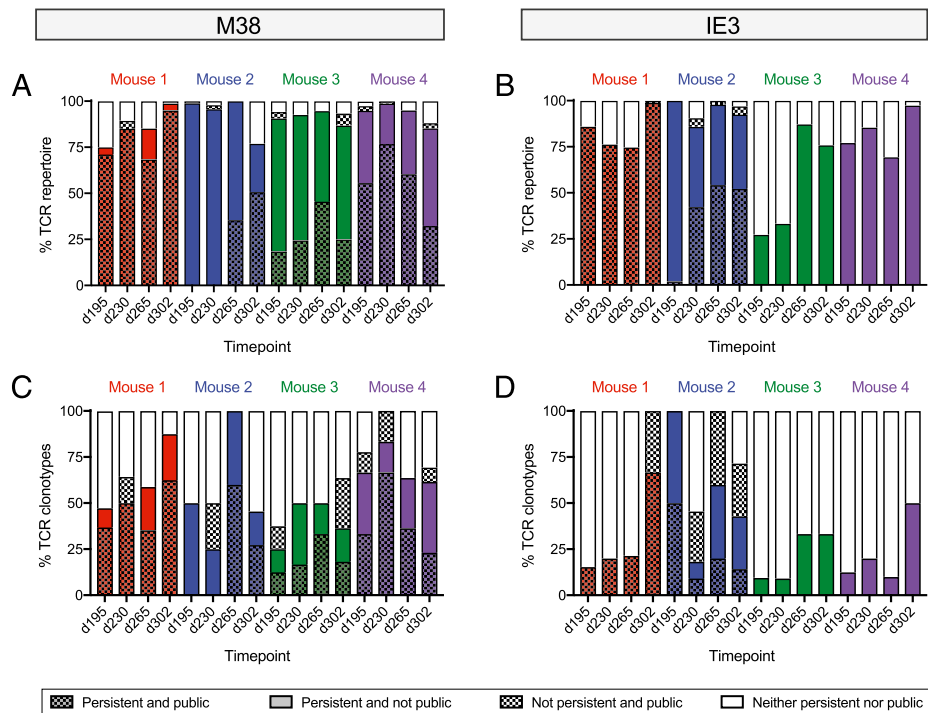 M38
IE3
A
Mouse 1 Mouse 2 Mouse 3 Mouse 4
% TCR repertoire
100
75
50
25
0
d195 d230 d265 d302 d195 d230 d265 d302 d195 d230 d265 d302 d195 d230 d265 d302
Timepoint
B
Mouse 1 Mouse 2 Mouse 3 Mouse 4
% TCR repertoire
100
75
50
25
0
d195 d230 d265 d302 d195 d230 d265 d302 d195 d230 d265 d302 d195 d230 d265 d302
Timepoint
C
Mouse 1 Mouse 2 Mouse 3 Mouse 4
% TCR clonotypes
100
75
50
25
0
d195 d230 d265 d302 d195 d230 d265 d302 d195 d230 d265 d302 d195 d230 d265 d302
Timepoint
D
Mouse 1 Mouse 2 Mouse 3 Mouse 4
% TCR clonotypes
100
75
50
25
0
d195 d230 d265 d302 d195 d230 d265 d302 d195 d230 d265 d302 d195 d230 d265 d302
Timepoint
Persistent and public Persistent and not public Not persistent and public Neither persistent nor public